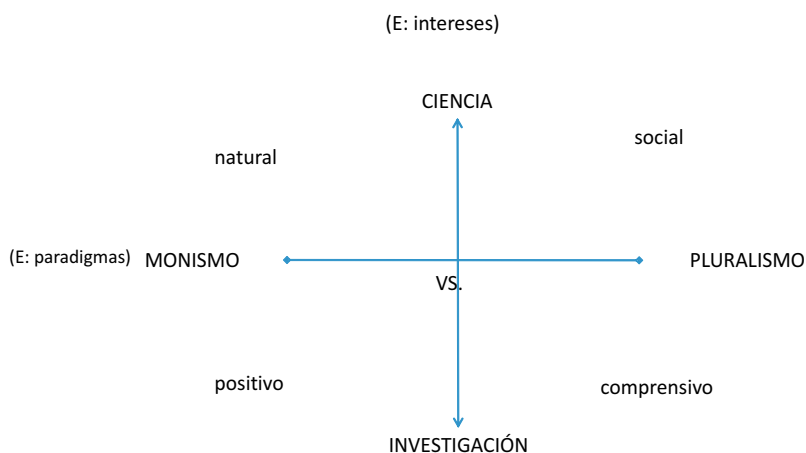 (E: intereses)
CIENCIA
natural
social
(E: paradigmas) MONISMO
PLURALISMO
VS.
positivo
comprensivo
INVESTIGACIÓN